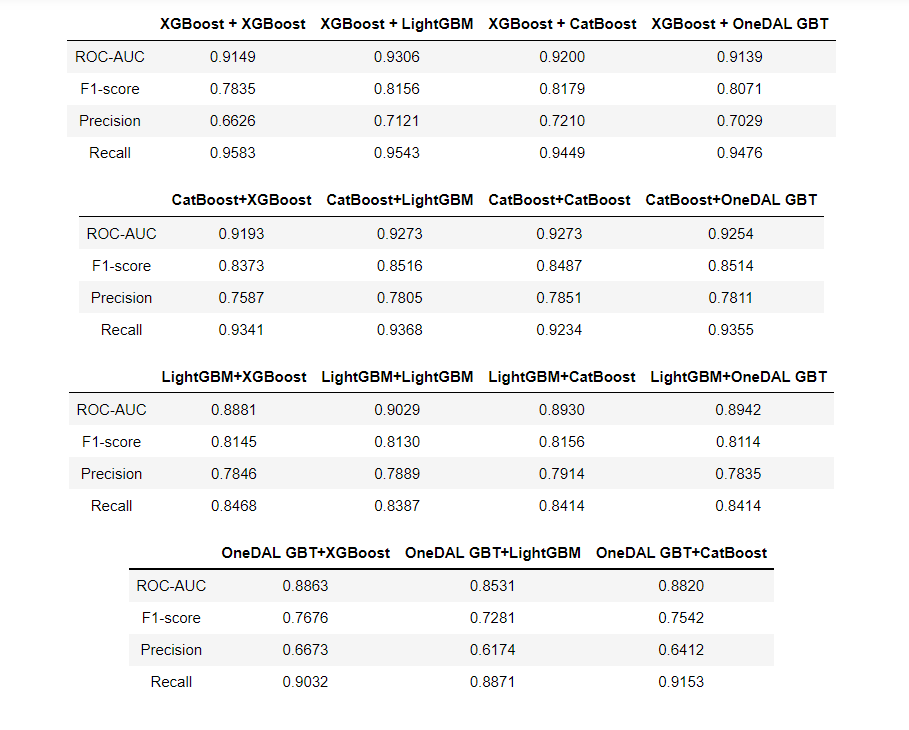 XGBoost + XGBoost XGBoost + LightGBM XGBoost + CatBoost XGBoost + OneDAL GBT
ROC-AUC 0.9149 0.9306 0.9200 0.9139
F1-score 0.7835 0.8156 0.8179 0.8071
Precision 0.6626 0.7121 0.7210 0.7029
Recall 0.9583 0.9543 0.9449 0.9476
CatBoost+XGBoost CatBoost+LightGBM CatBoost+CatBoost CatBoost+OneDAL GBT
ROC-AUC 0.9193 0.9273 0.9273 0.9254
F1-score 0.8373 0.8516 0.8487 0.8514
Precision 0.7587 0.7805 0.7851 0.7811
Recall 0.9341 0.9368 0.9234 0.9355
LightGBM+XGBoost LightGBM+LightGBM LightGBM+CatBoost LightGBM+OneDAL GBT
ROC-AUC 0.8881 0.9029 0.8930 0.8942
F1-score 0.8145 0.8130 0.8156 0.8114
Precision 0.7846 0.7889 0.7914 0.7835
Recall 0.8468 0.8387 0.8414 0.8414
OneDAL GBT+XGBoost OneDAL GBT+LightGBM OneDAL GBT+CatBoost
ROC-AUC 0.8863 0.8531 0.8820
F1-score 0.7676 0.7281 0.7542
Precision 0.6673 0.6174 0.6412
Recall 0.9032 0.8871 0.9153